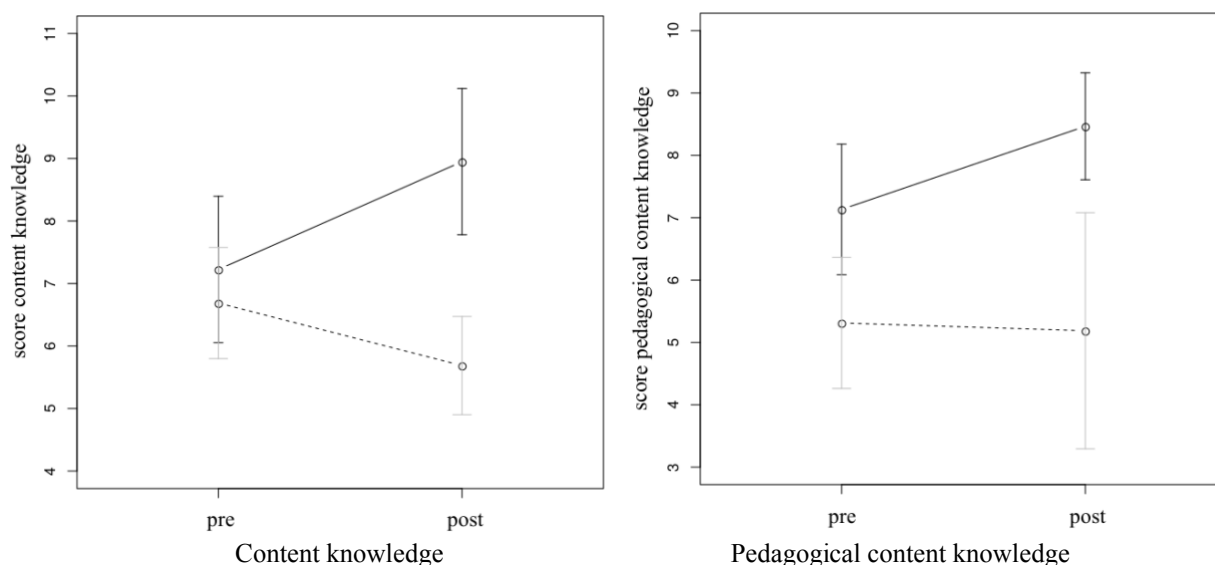 score content knowledge
11
10
9
8
7
6
5
4
pre
post
Content knowledge
score pedagogical content knowledge
10
9
8
7
6
5
4
3
pre
post
Pedagogical content knowledge